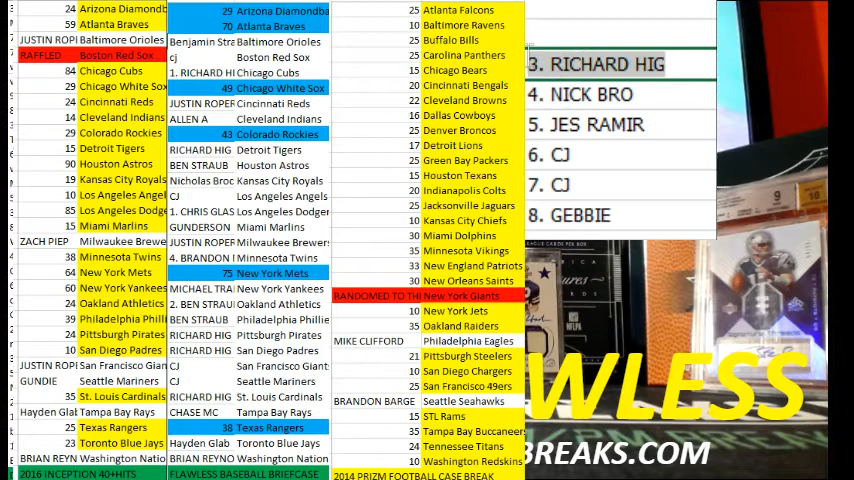 24 Arizona Diamondb
59 Atlanta Braves
JUSTIN ROPI Baltimore Orioles
RAFFLED Boston Red Sox
84 Chicago Cubs
29 Chicago White Sox
24 Cincinnati Reds
14 Cleveland Indians
29 Colorado Rockies
15 Detroit Tigers
90 Houston Astros
19 Kansas City Royals
10 Los Angeles Angel
85 Los Angeles Dodge
15 Miami Marlins
ZACH PIEP Milwaukee Brewe
38 Minnesota Twins
64 New York Mets
60 New York Yankees
24 Oakland Athletics
39 Philadelphia Philli
24 Pittsburgh Pirates
10 San Diego Padres
JUSTIN ROPI San Francisco Gian
GUNDIE Seattle Mariners
35 St. Louis Cardinals
Hayden Glab Tampa Bay Rays
25 Texas Rangers
23 Toronto Blue Jays
BRIAN REYN Washington Natio
2016 INCEPTION 40+HITS
29 Arizona Diamondb
70 Atlanta Braves
Benjamin Stra Baltimore Orioles
cj Boston Red Sox
1. RICHARD HI Chicago Cubs
49 Chicago White Sox
JUSTIN ROPER Cincinnati Reds
ALLEN A Cleveland Indians
43 Colorado Rockies
RICHARD HIG Detroit Tigers
BEN STRAUB Houston Astros
Nicholas Broc Kansas City Royals
CJ Los Angeles Angels
1. CHRIS GLAS Los Angeles Dodger
GUNDERSON Miami Marlins
JUSTIN ROPER Milwaukee Brewers
4. BRANDON I Minnesota Twins
75 New York Mets
MICHAEL TRA New York Yankees
2. BEN STRAU Oakland Athletics
RICHARD HIG Philadelphia Phillie
RICHARD HIG Pittsburgh Pirates
RICHARD HIG San Diego Padres
CJ San Francisco Giant
CJ Seattle Mariners
RICHARD HIG St. Louis Cardinals
CHASE MC Tampa Bay Rays
38 Texas Rangers
Hayden Glab Toronto Blue Jays
BRIAN REYNO Washington Nation
FLAWLESS BASEBALL BRIEFCASE
25 Atlanta Falcons
10 Baltimore Ravens
25 Buffalo Bills
25 Carolina Panthers
15 Chicago Bears
20 Cincinnati Bengals
22 Cleveland Browns
16 Dallas Cowboys
25 Denver Broncos
17 Detroit Lions
25 Green Bay Packers
15 Houston Texans
20 Indianapolis Colts
25 Jacksonville Jaguars
10 Kansas City Chiefs
30 Miami Dolphins
35 Minnesota Vikings
33 New England Patriots
30 New Orleans Saints
RANDOMED TO THI New York Giants
10 New York Jets
35 Oakland Raiders
MIKE CLIFFORD Philadelphia Eagles
21 Pittsburgh Steelers
10 San Diego Chargers
25 San Francisco 49ers
BRANDON BARGE Seattle Seahawks
15 STL Rams
35 Tampa Bay Buccaneers
24 Tennessee Titans
10 Washington Redskins
2014 PRIZM FOOTBALL CASE BREAK
3. RICHARD HIG
4. NICK BRO
5. JES RAMIR
6. CJ
7. CJ
8. GEBBIE
9 10
WLESS
BREAKS.COM